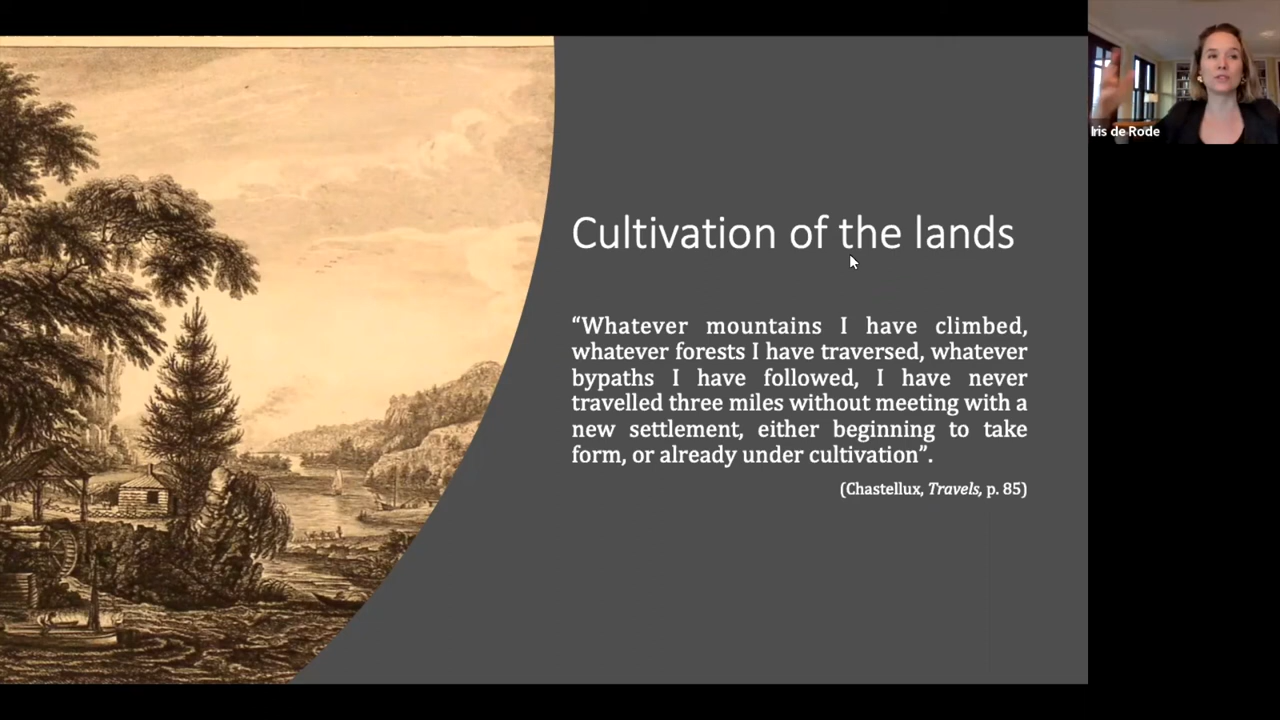 Cultivation of the lands
“Whatever mountains I have climbed,
whatever forests I have traversed, whatever
bypaths I have followed, I have never
travelled three miles without meeting with a
new settlement, either beginning to take
form, or already under cultivation”.
(Chastellux, Travels, p. 85)
Iris de Rode